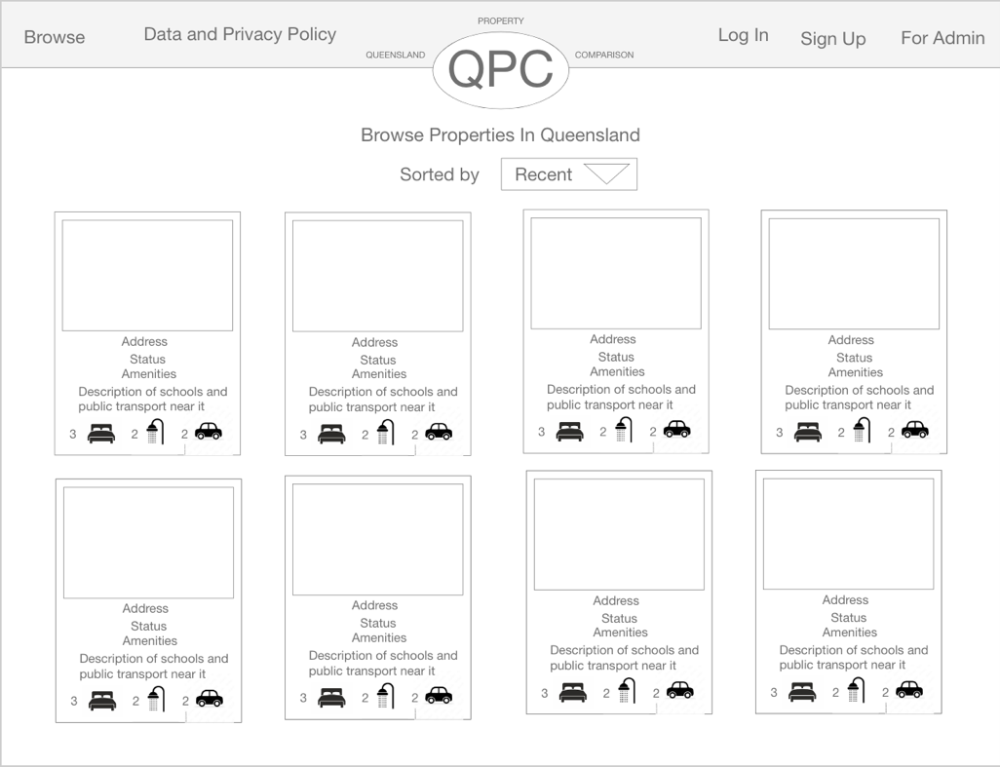 Browse
Data and Privacy Policy
PROPERTY
QUEENSLAND
QPC
COMPARISON
Log In
Sign Up
For Admin
Browse Properties In Queensland
Sorted by
Recent
Address
Status
Amenities
Description of schools and
public transport near it
3 2 2
Address
Status
Amenities
Description of schools and
public transport near it
3 2 2
Address
Status
Amenities
Description of schools and
public transport near it
3 2 2
Address
Status
Amenities
Description of schools and
public transport near it
3 2 2
Address
Status
Amenities
Description of schools and
public transport near it
3 2 2
Address
Status
Amenities
Description of schools and
public transport near it
3 2 2
Address
Status
Amenities
Description of schools and
public transport near it
3 2 2
Address
Status
Amenities
Description of schools and
public transport near it
3 2 2